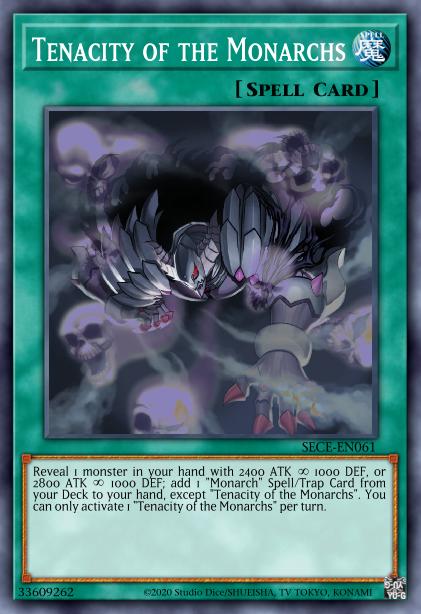 Tenacity of the Monarchs
[Spell Card]
SECE-EN061
Reveal 1 monster in your hand with 2400 ATK ∞ 1000 DEF, or
2800 ATK ∞ 1000 DEF; add 1 "Monarch" Spell/Trap Card from
your Deck to your hand, except "Tenacity of the Monarchs". You
can only activate 1 "Tenacity of the Monarchs" per turn.
33609262
©2020 Studio Dice/SHUEISHA, TV TOKYO, KONAMI